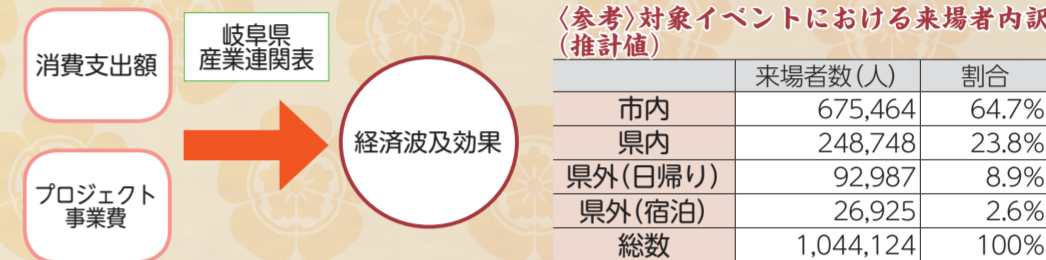 消費支出額
岐阜県
産業連関表
経済波及効果
プロジェクト
事業費
〈参考〉対象イベントにおける来場者内訳
(推計値)
来場者数(人) 割合
市内 675,464 64.7%
県内 248,748 23.8%
県外(日帰り) 92,987 8.9%
県外(宿泊) 26,925 2.6%
総数 1,044,124 100%